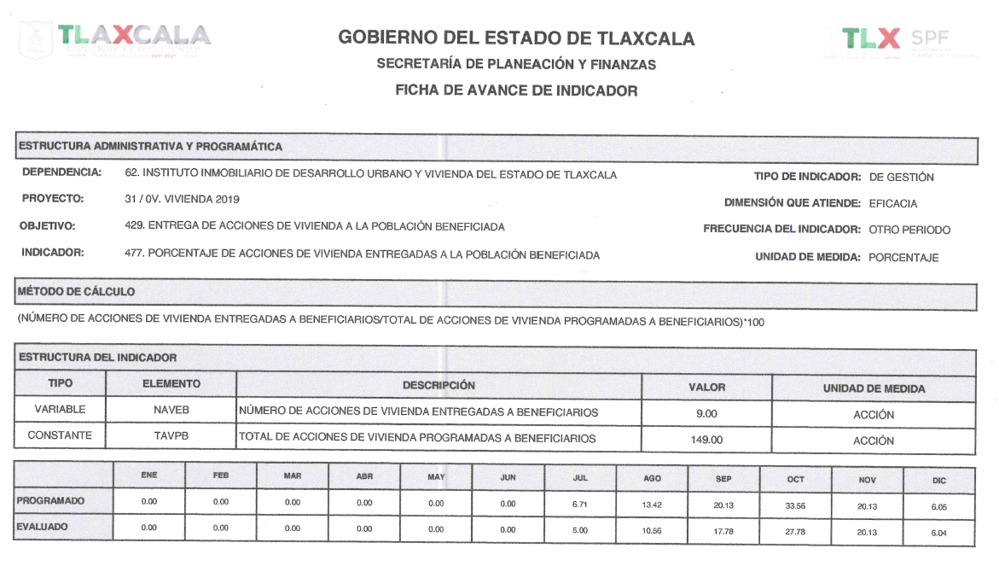 TLAXCALA
TLX SPF
GOBIERNO DEL ESTADO DE TLAXCALA
SECRETARÍA DE PLANEACIÓN Y FINANZAS
FICHA DE AVANCE DE INDICADOR
ESTRUCTURA ADMINISTRATIVA Y PROGRAMÁTICA
DEPENDENCIA: 62. INSTITUTO INMOBILIARIO DE DESARROLLO URBANO Y VIVIENDA DEL ESTADO DE TLAXCALA TIPO DE INDICADOR: DE GESTIÓN
PROYECTO: 31 / 0V. VIVIENDA 2019 DIMENSIÓN QUE ATIENDE: EFICACIA
OBJETIVO: 429. ENTREGA DE ACCIONES DE VIVIENDA A LA POBLACIÓN BENEFICIADA FRECUENCIA DEL INDICADOR: OTRO PERIODO
INDICADOR: 477. PORCENTAJE DE ACCIONES DE VIVIENDA ENTREGADAS A LA POBLACIÓN BENEFICIADA UNIDAD DE MEDIDA: PORCENTAJE
MÉTODO DE CÁLCULO
(NÚMERO DE ACCIONES DE VIVIENDA ENTREGADAS A BENEFICIARIOS/TOTAL DE ACCIONES DE VIVIENDA PROGRAMADAS A BENEFICIARIOS)*100
ESTRUCTURA DEL INDICADOR
TIPO ELEMENTO DESCRIPCIÓN VALOR UNIDAD DE MEDIDA
VARIABLE NAVEB NÚMERO DE ACCIONES DE VIVIENDA ENTREGADAS A BENEFICIARIOS 9.00 ACCIÓN
CONSTANTE TAVPB TOTAL DE ACCIONES DE VIVIENDA PROGRAMADAS A BENEFICIARIOS 149.00 ACCIÓN
ENE FEB MAR ABR MAY JUN JUL AGO SEP OCT NOV DIC
PROGRAMADO 0.00 0.00 0.00 0.00 0.00 0.00 6.71 13.42 20.13 33.56 20.13 6.05
EVALUADO 0.00 0.00 0.00 0.00 0.00 0.00 5.00 10.56 17.78 27.78 20.13 6.04